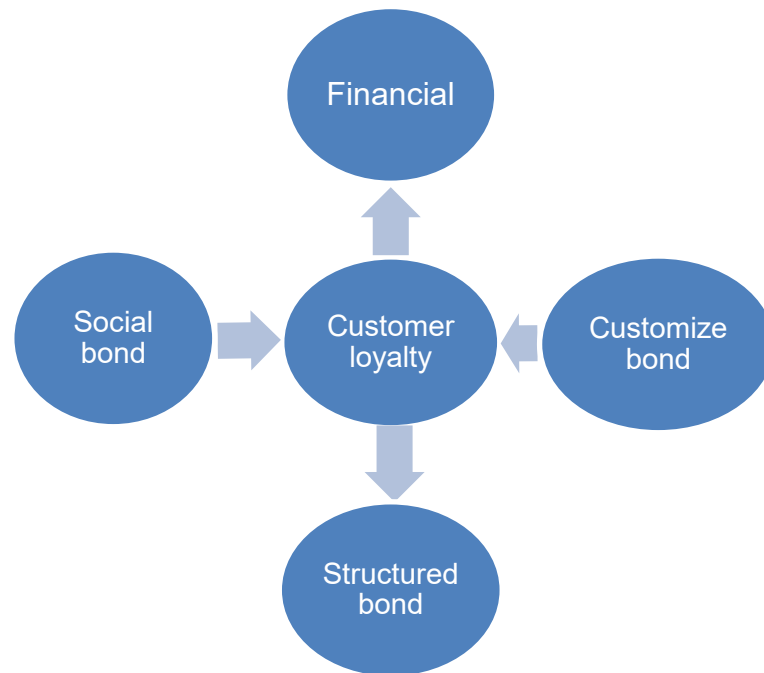 Financial
Social
bond
Customer
loyalty
Customize
bond
Structured
bond